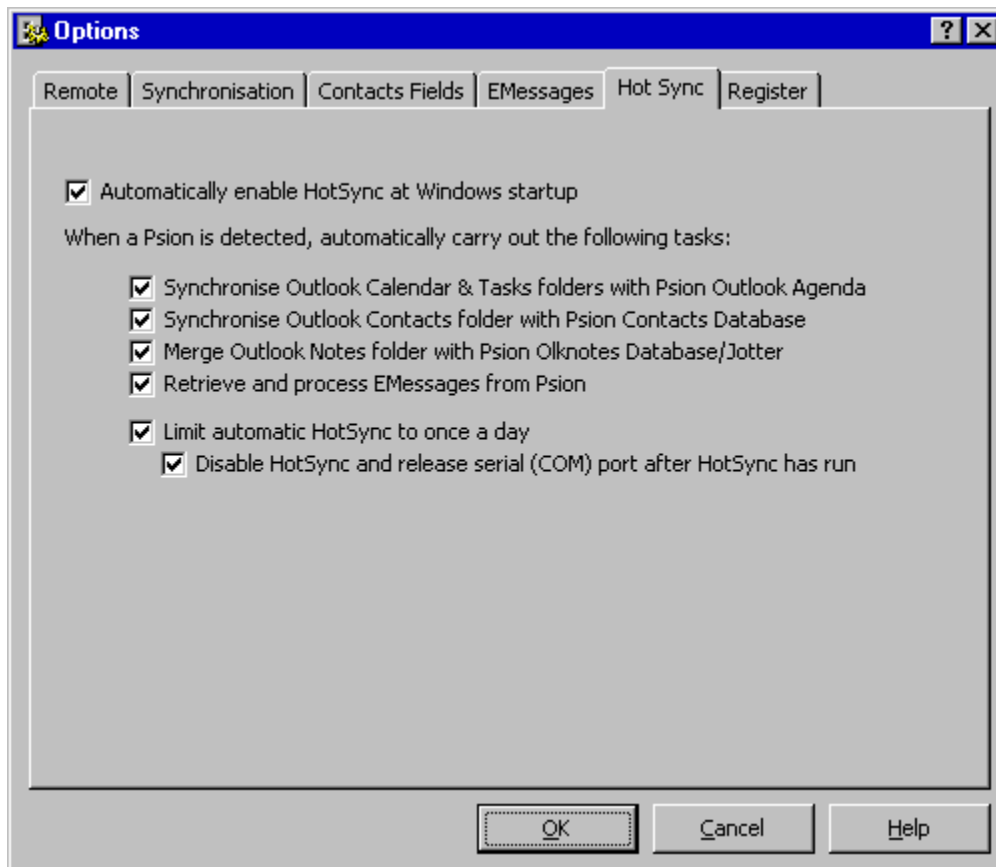 Options
Remote Synchronisation Contacts Fields EMessages Hot Sync Register
Automatically enable HotSync at Windows startup
When a Psion is detected, automatically carry out the following tasks:
Synchronise Outlook Calendar & Tasks folders with Psion Outlook Agenda
Synchronise Outlook Contacts folder with Psion Contacts Database
Merge Outlook Notes folder with Psion Olknotes Database/Jotter
Retrieve and process EMessages from Psion
Limit automatic HotSync to once a day
Disable HotSync and release serial (COM) port after HotSync has run
OK Cancel Help